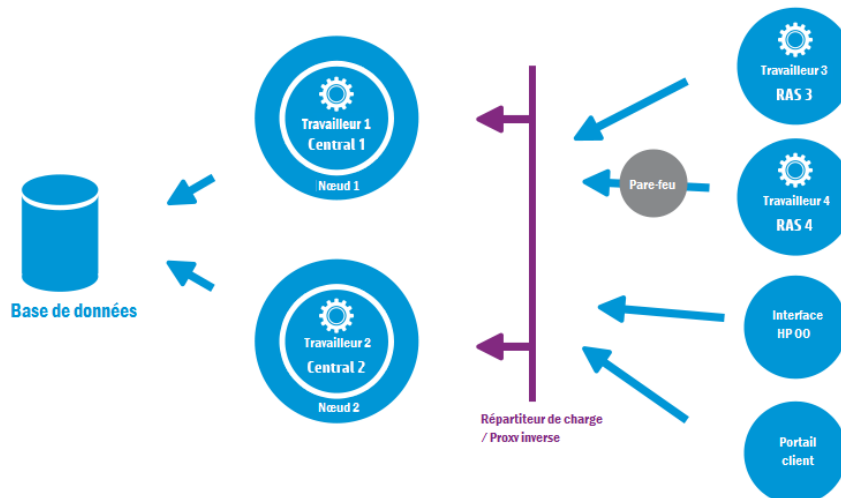 Travailleur 1
Central 1
Nœud 1
Travailleur 2
Central 2
Nœud 2
Base de données
Répartiteur de charge
/ Proxy inverse
Pare-feu
Travailleur 3
RAS 3
Travailleur 4
RAS 4
Interface
HP OO
Portail
client